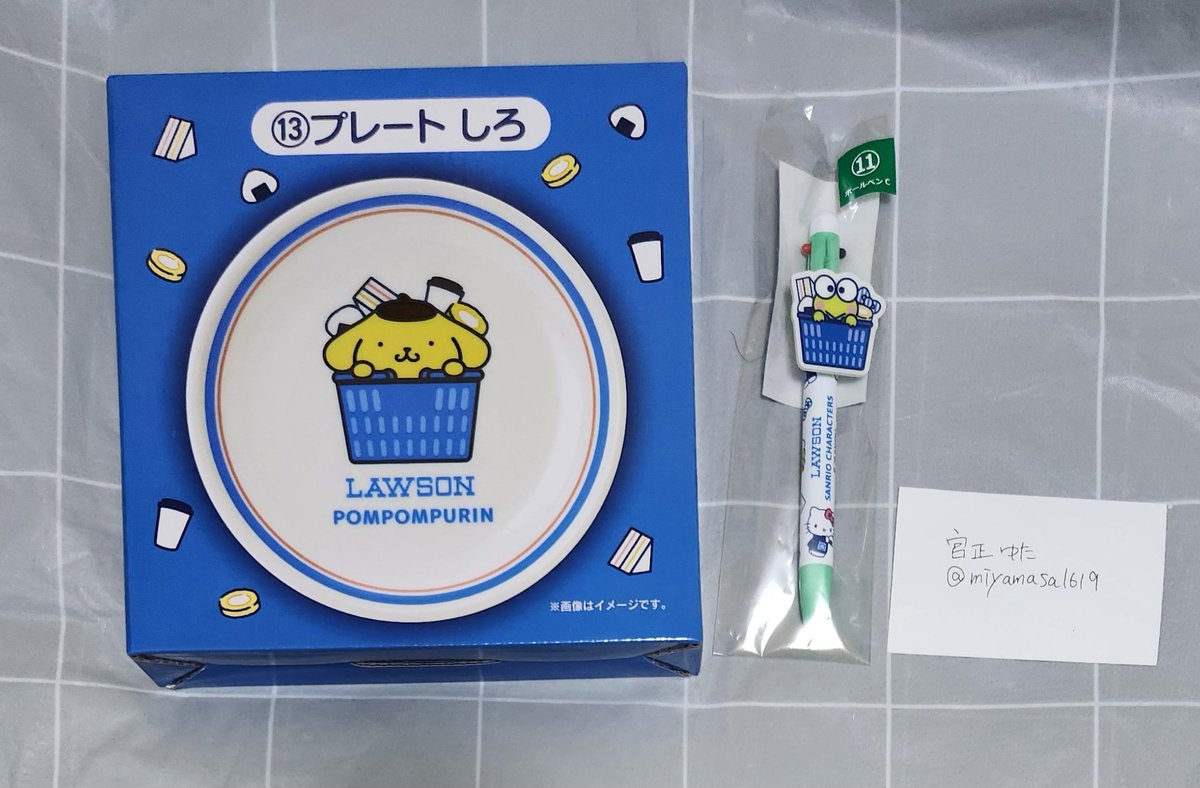 ⑬プレート しろ
LAWSON
POMPOMPURIN
※画像はイメージです。
⑪
ボールペンC
LAWSON
SANRIO CHARACTERS
宮正 ゆた
@miyamasa1619